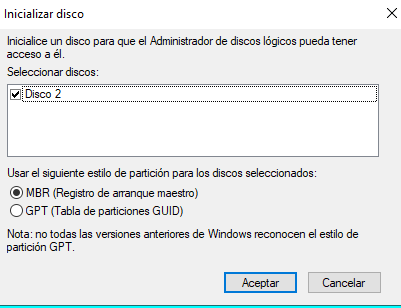 Inicializar disco
Inicialice un disco para que el Administrador de discos lógicos pueda tener
acceso a él.
Seleccionar discos:
Disco 2
Usar el siguiente estilo de partición para los discos seleccionados:
MBR (Registro de arranque maestro)
GPT (Tabla de particiones GUID)
Nota: no todas las versiones anteriores de Windows reconocen el estilo de
partición GPT.
Aceptar
Cancelar